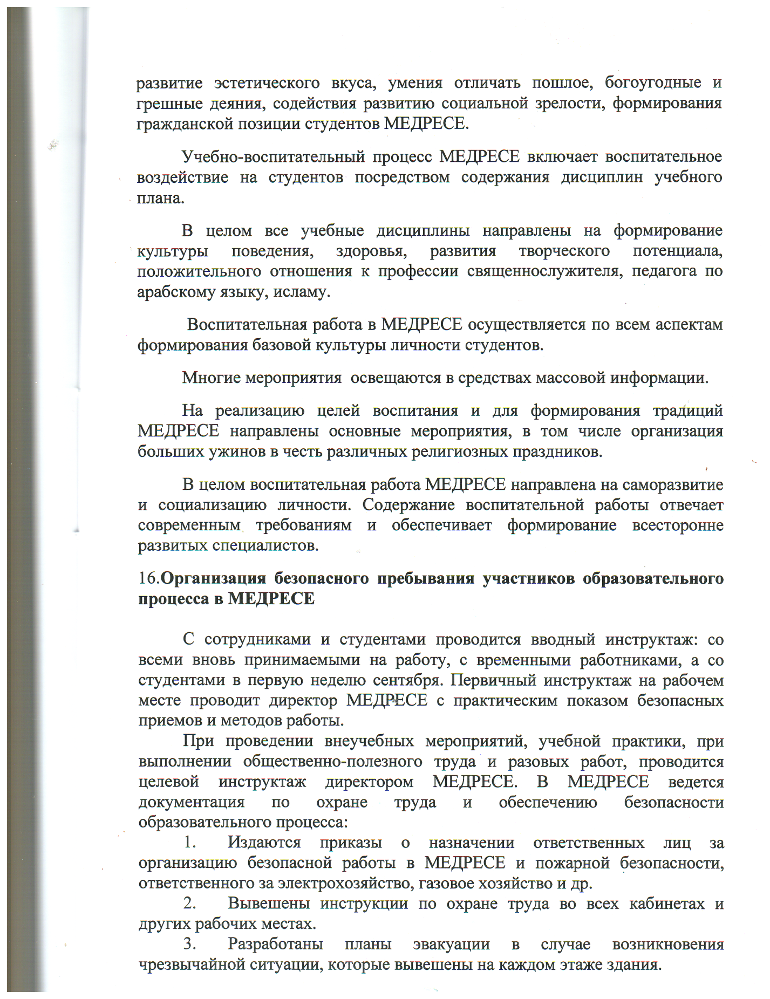 развитие эстетического вкуса, умения отличать пошлое, богоугодные и
грешные деяния, содействия развитию социальной зрелости, формирования
гражданской позиции студентов МЕДРЕСЕ.
Учебно-воспитательный процесс МЕДРЕСЕ включает воспитательное
воздействие на студентов посредством содержания дисциплин учебного
плана.
В целом все учебные дисциплины направлены на формирование
культуры поведения, здоровья, развития творческого потенциала,
положительного отношения к профессии священнослужителя, педагога по
арабскому языку, исламу.
Воспитательная работа в МЕДРЕСЕ осуществляется по всем аспектам
формирования базовой культуры личности студентов.
Многие мероприятия освещаются в средствах массовой информации.
На реализацию целей воспитания и для формирования традиций
МЕДРЕСЕ направлены основные мероприятия, в том числе организация
больших ужинов в честь различных религиозных праздников.
В целом воспитательная работа МЕДРЕСЕ направлена на саморазвитие
и социализацию личности. Содержание воспитательной работы отвечает
современным требованиям и обеспечивает формирование всесторонне
развитых специалистов.
16.Организация безопасного пребывания участников образовательного
процесса в МЕДРЕСЕ
С сотрудниками и студентами проводится вводный инструктаж: со
всеми вновь принимаемыми на работу, с временными работниками, а со
студентами в первую неделю сентября. Первичный инструктаж на рабочем
месте проводит директор МЕДРЕСЕ с практическим показом безопасных
приемов и методов работы.
При проведении внеучебных мероприятий, учебной практики, при
выполнении общественно-полезного труда и разовых работ, проводится
целевой инструктаж директором МЕДРЕСЕ. В МЕДРЕСЕ ведется
документация по охране труда и обеспечению безопасности
образовательного процесса:
1. Издаются приказы о назначении ответственных лиц за
организацию безопасной работы в МЕДРЕСЕ и пожарной безопасности,
ответственного за электрохозяйство, газовое хозяйство и др.
2. Вывешены инструкции по охране труда во всех кабинетах и
других рабочих местах.
3. Разработаны планы эвакуации в случае возникновения
чрезвычайной ситуации, которые вывешены на каждом этаже здания.